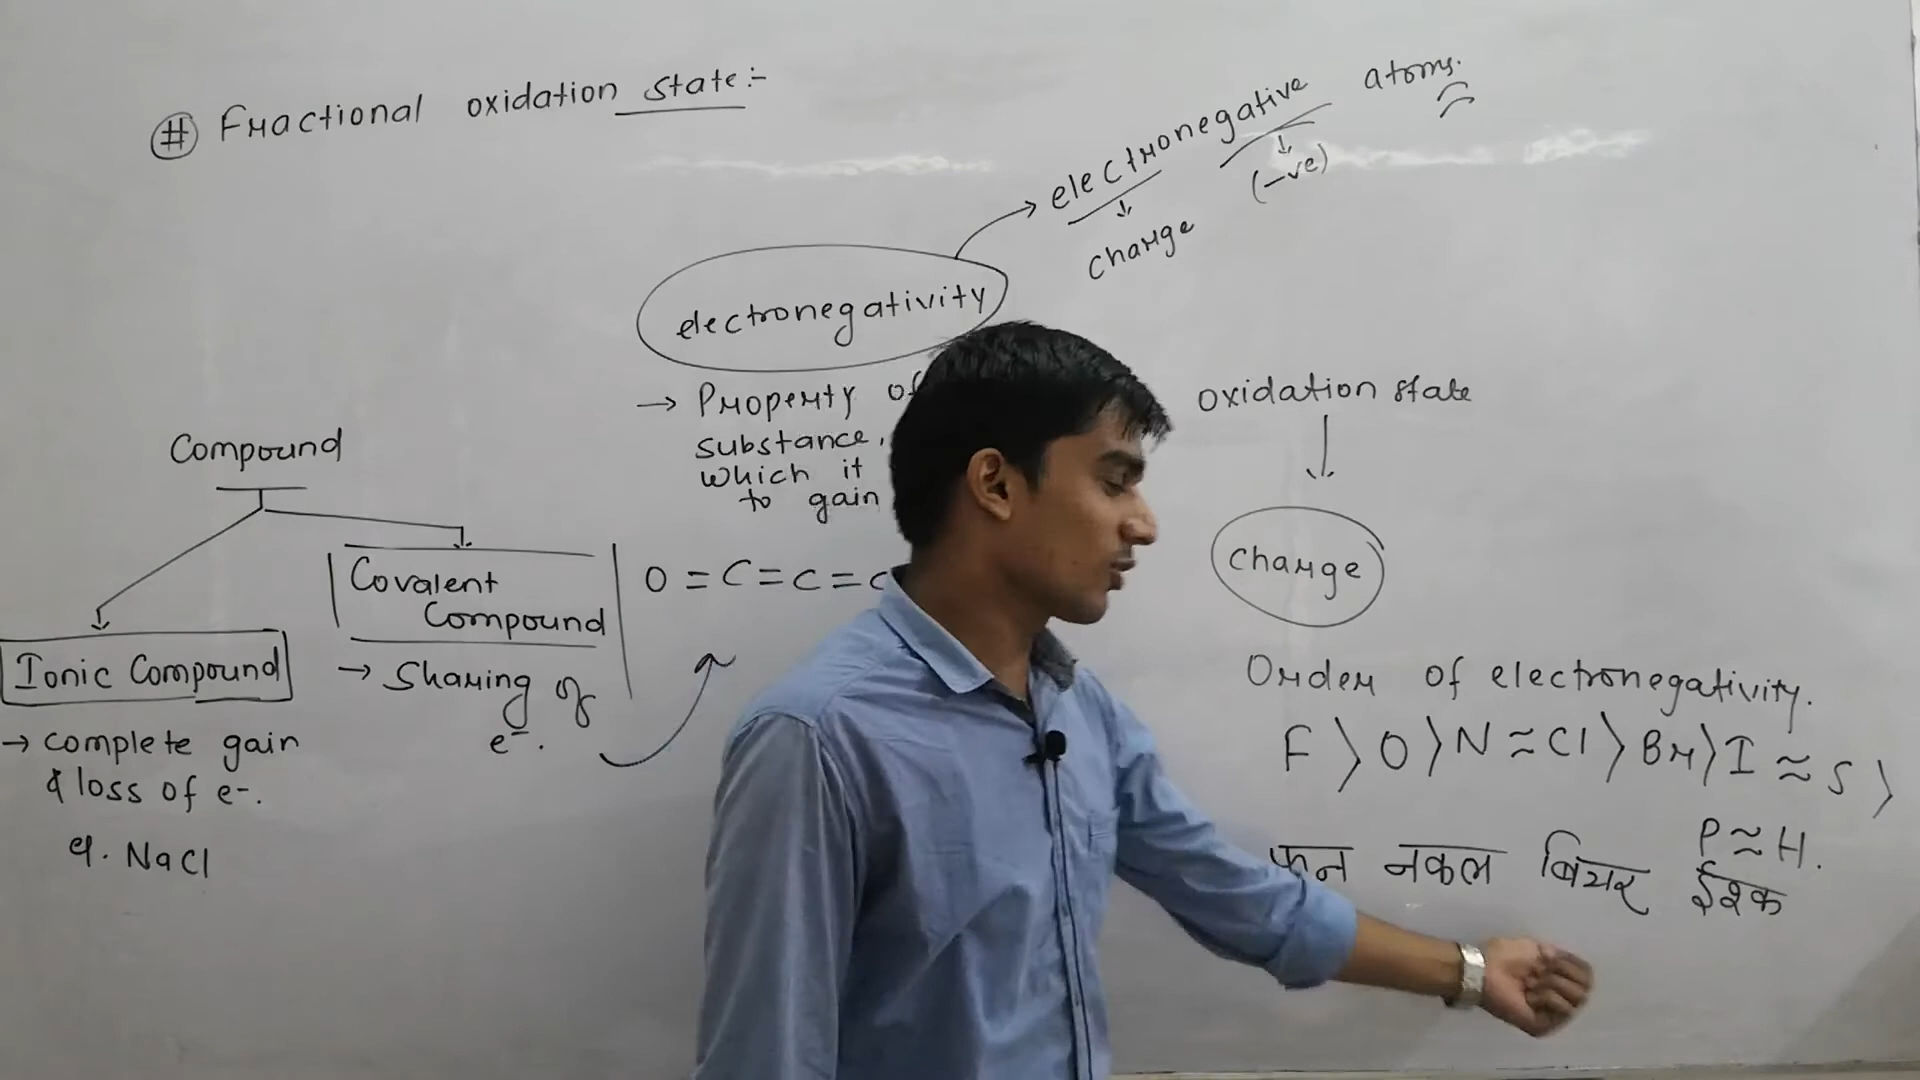 # Fractional oxidation state:-
electronegative atoms.
(-ve)
charge
electronegativity
→ Property of
substance,
which it
to gain
oxidation state
charge
Compound
Covalent
Compound
→ Sharing of
e⁻.
Ionic Compound
→ complete gain
& loss of e⁻.
eg. NaCl
O=C=C=C
Order of electronegativity.
F > O > N ≈ Cl > Br > I ≈ S >
P ≈ H.
फन नकल बियर ईश्क